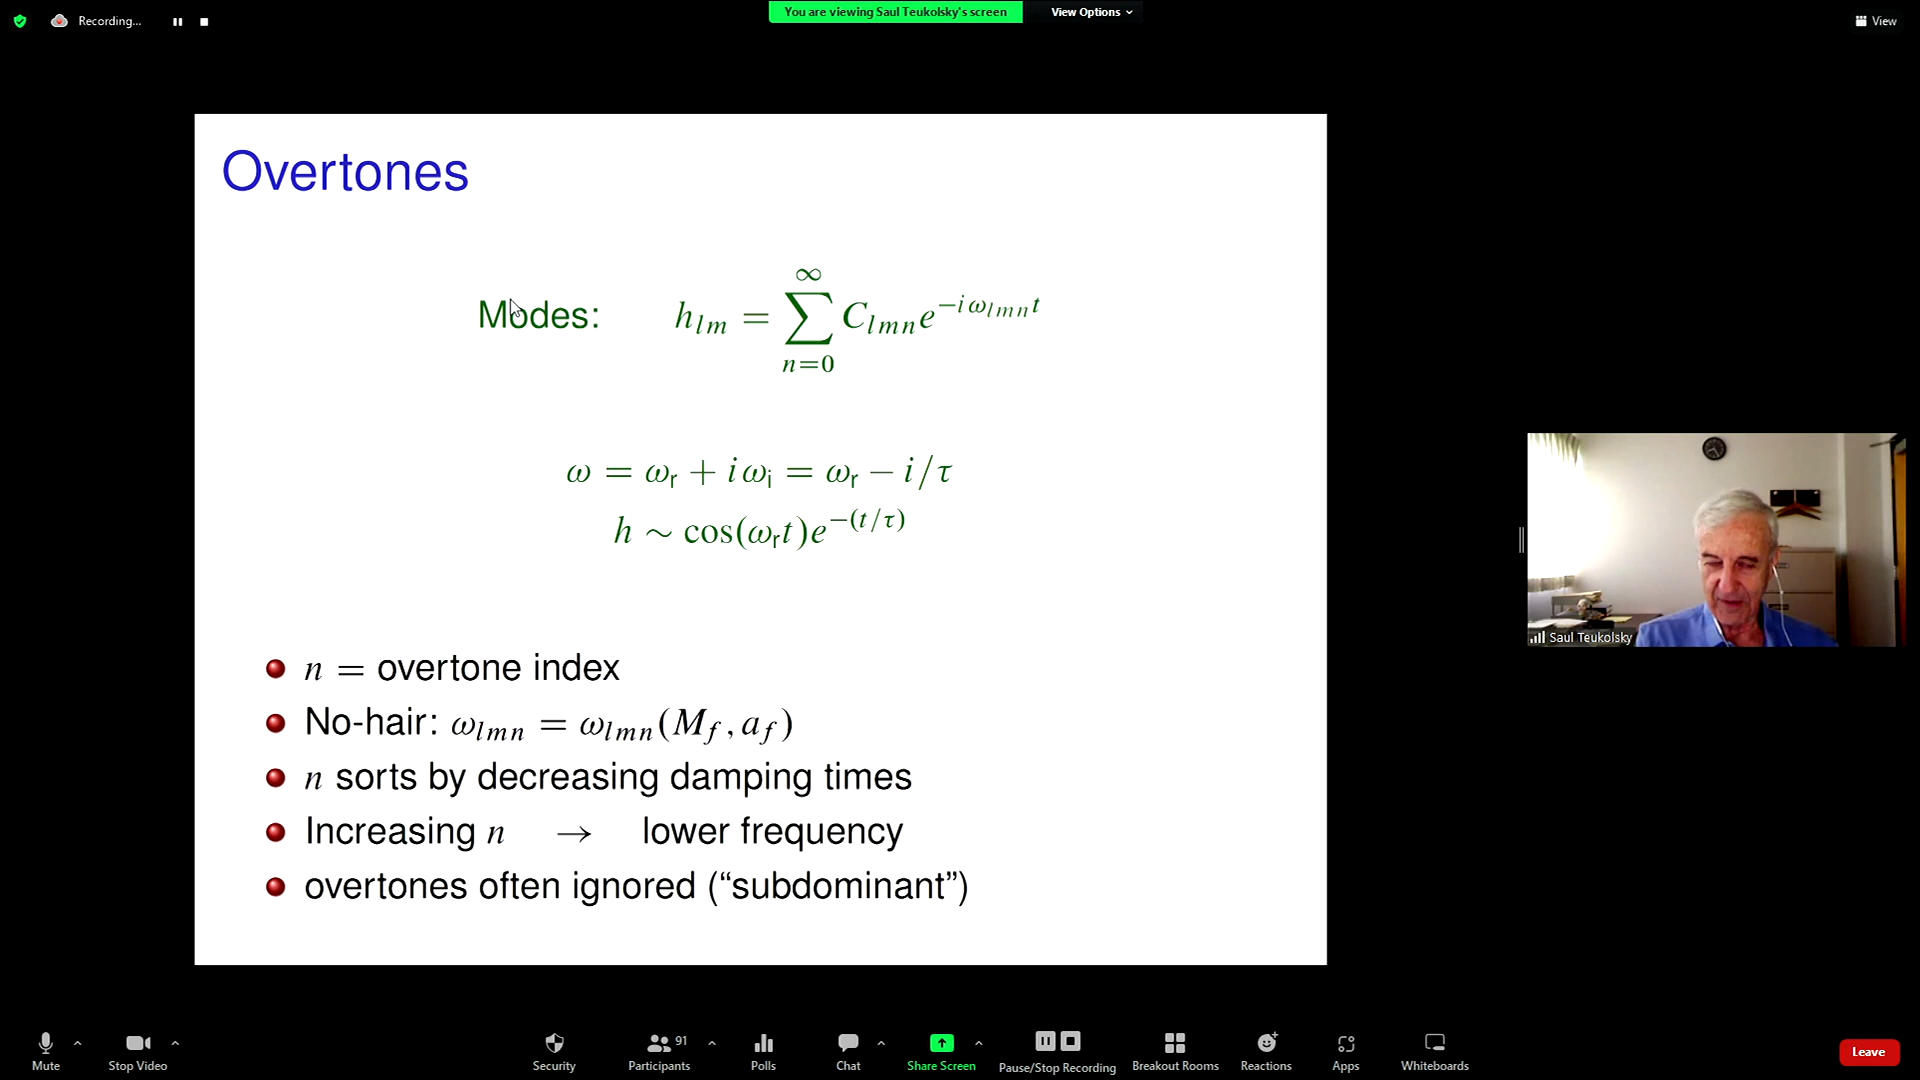 Recording...
You are viewing Saul Teukolsky's screen
View Options
View
Overtones
Modes: h_{lm} = \sum_{n=0}^{\infty} C_{lmn} e^{-i\omega_{lmn}t}
ω = ω_r + iω_i = ω_r − i/τ
h ∼ cos(ω_r t)e^{−(t/τ)}
n = overtone index
No-hair: ω_{lmn} = ω_{lmn}(M_f, a_f)
n sorts by decreasing damping times
Increasing n → lower frequency
overtones often ignored (“subdominant”)
Saul Teukolsky
Mute
Stop Video
Security
Participants 91
Polls
Chat
Share Screen
Pause/Stop Recording
Breakout Rooms
Reactions
Apps
Whiteboards
Leave